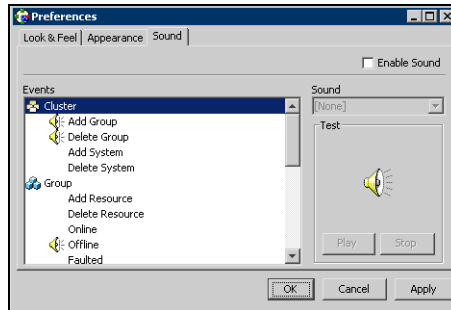 Preferences
Look & Feel Appearance Sound
Enable Sound
Events
Cluster
Add Group
Delete Group
Add System
Delete System
Group
Add Resource
Delete Resource
Online
Offline
Faulted
Sound
[None]
Test
Play Stop
OK Cancel Apply